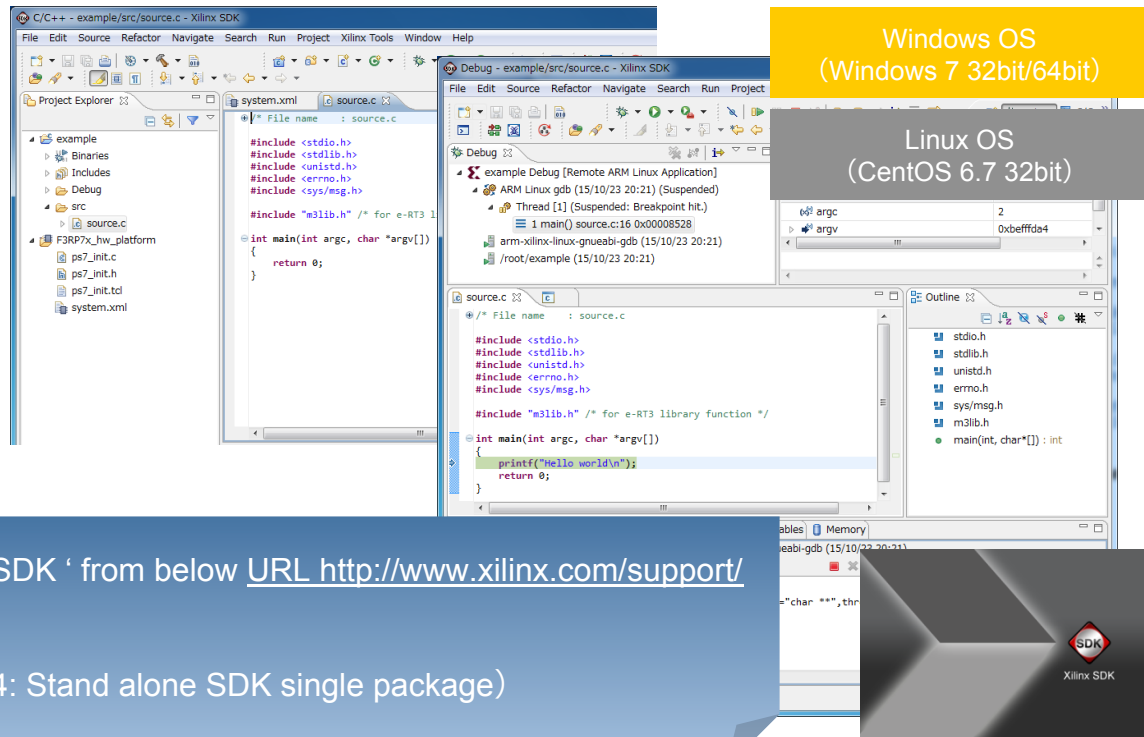 C/C++ - example/src/source.c - Xilinx SDK
File Edit Source Refactor Navigate Search Run Project Xilinx Tools Window Help
Project Explorer
example
Binaries
Includes
Debug
src
source.c
F3RP7x_hw_platform
ps7_init.c
ps7_init.h
ps7_init.tcl
system.xml
system.xml source.c
/* File name : source.c
#include <stdio.h>
#include <stdlib.h>
#include <unistd.h>
#include <errno.h>
#include <sys/msg.h>
#include "m3lib.h" /* for e-RT3 l
int main(int argc, char *argv[])
{
return 0;
}
Debug - example/src/source.c - Xilinx SDK
File Edit Source Refactor Navigate Search Run Project
Debug
example Debug [Remote ARM Linux Application]
ARM Linux gdb (15/10/23 20:21) (Suspended)
Thread [1] (Suspended: Breakpoint hit.)
1 main() source.c:16 0x00008528
arm-xilinx-linux-gnueabi-gdb (15/10/23 20:21)
/root/example (15/10/23 20:21)
argc 2
argv 0xbefffda4
source.c
/* File name : source.c
#include <stdio.h>
#include <stdlib.h>
#include <unistd.h>
#include <errno.h>
#include <sys/msg.h>
#include "m3lib.h" /* for e-RT3 library function */
int main(int argc, char *argv[])
{
printf("Hello world\n");
return 0;
}
Outline
stdio.h
stdlib.h
unistd.h
errno.h
sys/msg.h
m3lib.h
main(int, char*[]) : int
ables Memory
eabi-gdb (15/10/23 20:21)
="char **",thr
Windows OS
（Windows 7 32bit/64bit）
Linux OS
（CentOS 6.7 32bit）
SDK ‘ from below URL http://www.xilinx.com/support/
4: Stand alone SDK single package）
SDK
Xilinx SDK